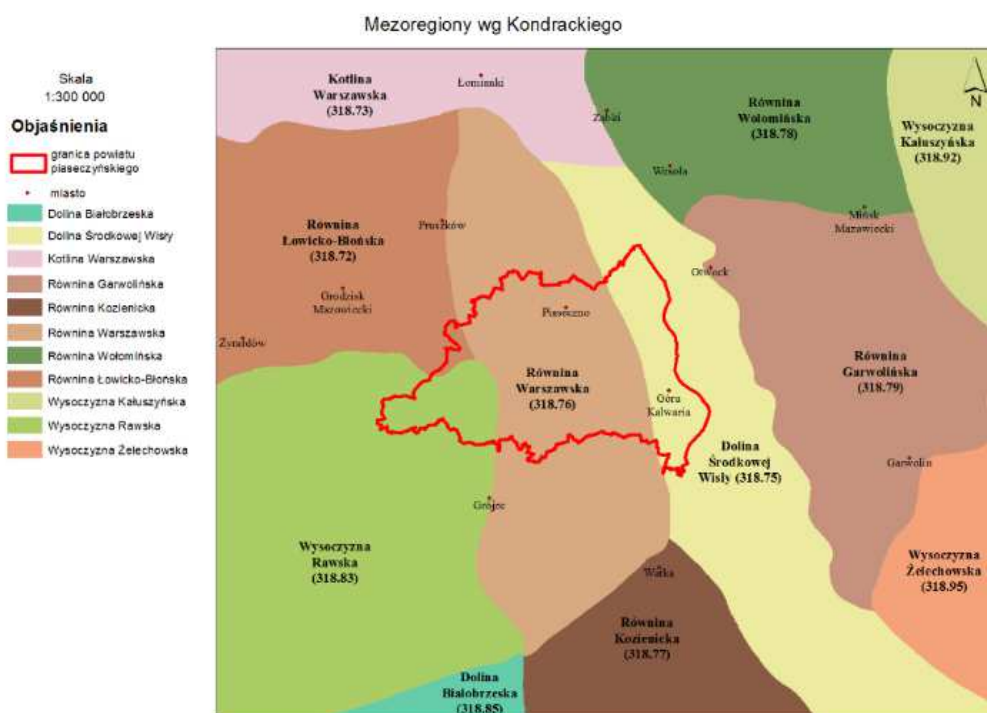 Mezoregiony wg Kondrackiego
Skala
1:300 000
Objaśnienia
granica powiatu
piaseczyńskiego
miasto
Dolina Białobrzeska
Dolina Środkowej Wisły
Kotlina Warszawska
Równina Garwolińska
Równina Kozienicka
Równina Warszawska
Równina Wołomińska
Równina Łowicko-Błońska
Wysoczyzna Kałuszyńska
Wysoczyzna Rawska
Wysoczyzna Żelechowska
Kotlina
Warszawska
(318.73)
Łomianki
Ząbki
Równina
Wołomińska
(318.78)
N
Wysoczyzna
Kałuszyńska
(318.92)
Wesoła
Mińsk
Mazowiecki
Równina
Łowicko-Błońska
(318.72)
Pruszków
Otwock
Grodzisk
Mazowiecki
Piaseczno
Żyrardów
Równina
Warszawska
(318.76)
Góra
Kalwaria
Równina
Garwolińska
(318.79)
Dolina
Środkowej
Wisły (318.75)
Garwolin
Grójec
Wysoczyzna
Rawska
(318.83)
Wysoczyzna
Żelechowska
(318.95)
Warka
Równina
Kozienicka
(318.77)
Dolina
Białobrzeska
(318.85)